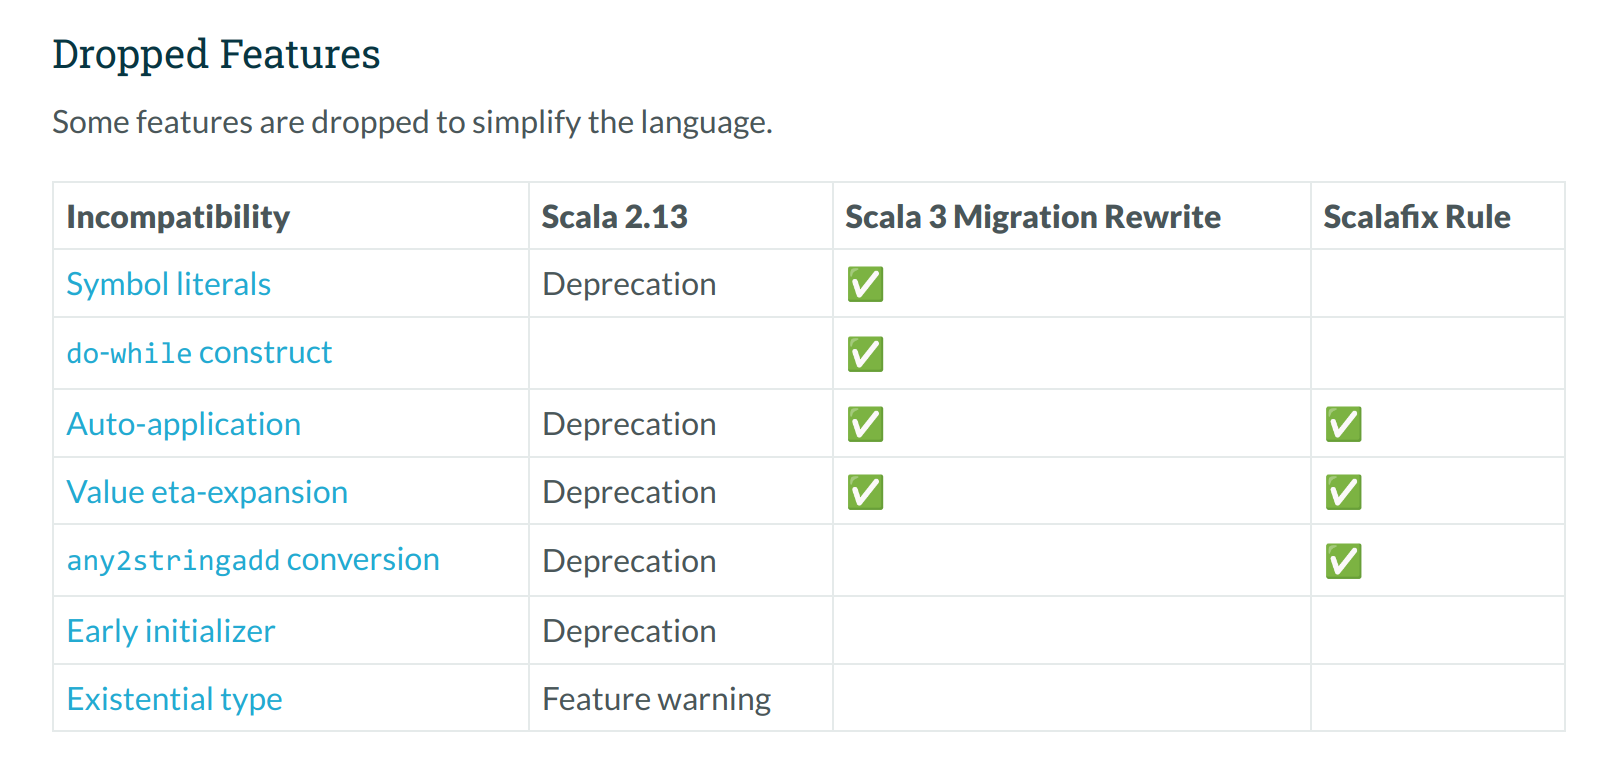 Dropped Features
Some features are dropped to simplify the language.
Incompatibility Scala 2.13 Scala 3 Migration Rewrite Scalafix Rule
Symbol literals Deprecation ✅
do-while construct ✅
Auto-application Deprecation ✅ ✅
Value eta-expansion Deprecation ✅ ✅
any2stringadd conversion Deprecation ✅
Early initializer Deprecation
Existential type Feature warning